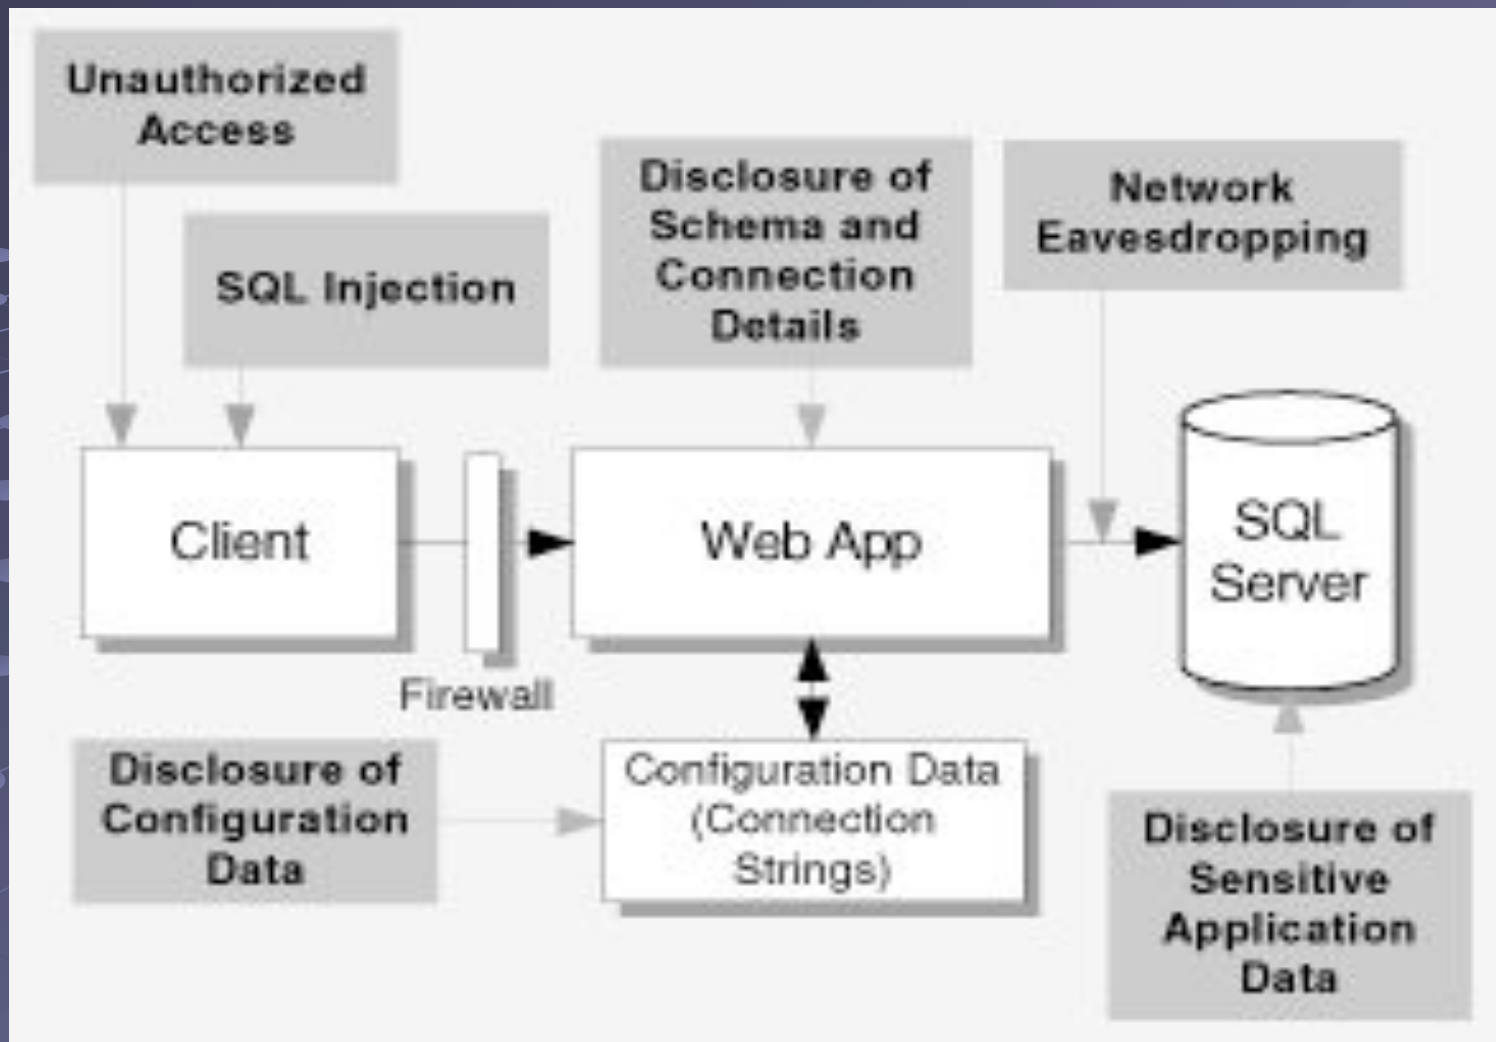 Unauthorized
Access
SQL Injection
Disclosure of
Schema and
Connection
Details
Network
Eavesdropping
Client
Firewall
Web App
SQL
Server
Disclosure of
Configuration
Data
Configuration Data
(Connection
Strings)
Disclosure of
Sensitive
Application
Data